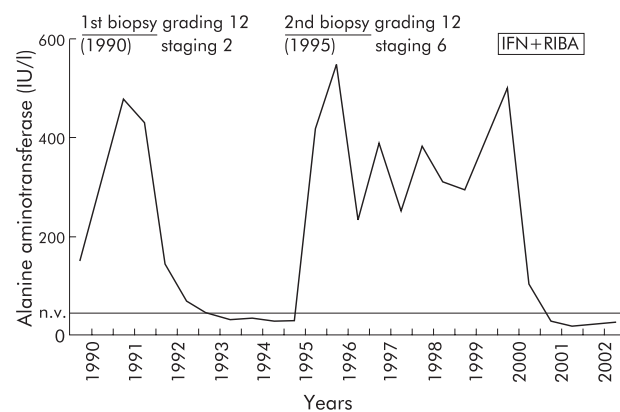 1st biopsy grading 12
(1990) staging 2
2nd biopsy grading 12
(1995) staging 6
IFN+RIBA
Alanine aminotransferase (IU/l)
600
400
200
n.v.
0
1990
1991
1992
1993
1994
1995
1996
1997
1998
1999
2000
2001
2002
Years